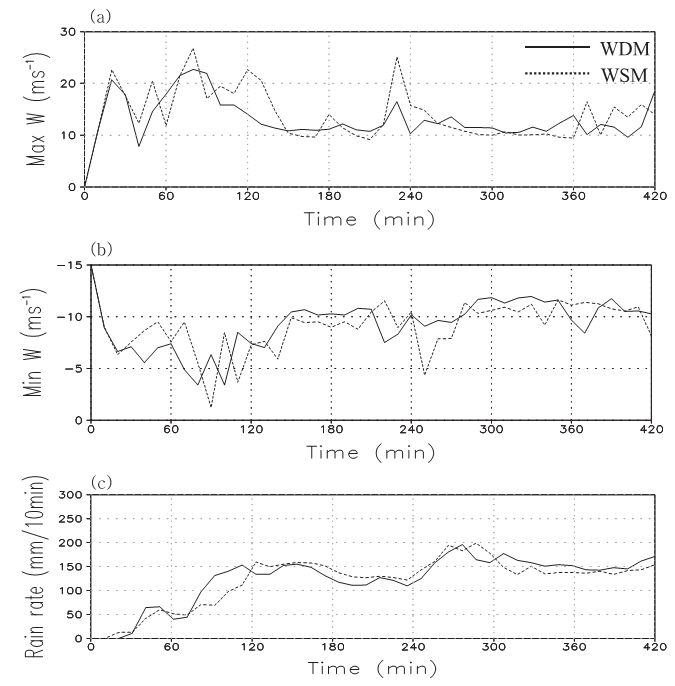 (a)
Max W (ms⁻¹)
30
20
10
0
WDM
WSM
0 60 120 180 240 300 360 420
Time (min)
(b)
Min W (ms⁻¹)
−15
−10
−5
0
0 60 120 180 240 300 360 420
Time (min)
(c)
Rain rate (mm/10min)
300
250
200
150
100
50
0
0 60 120 180 240 300 360 420
Time (min)